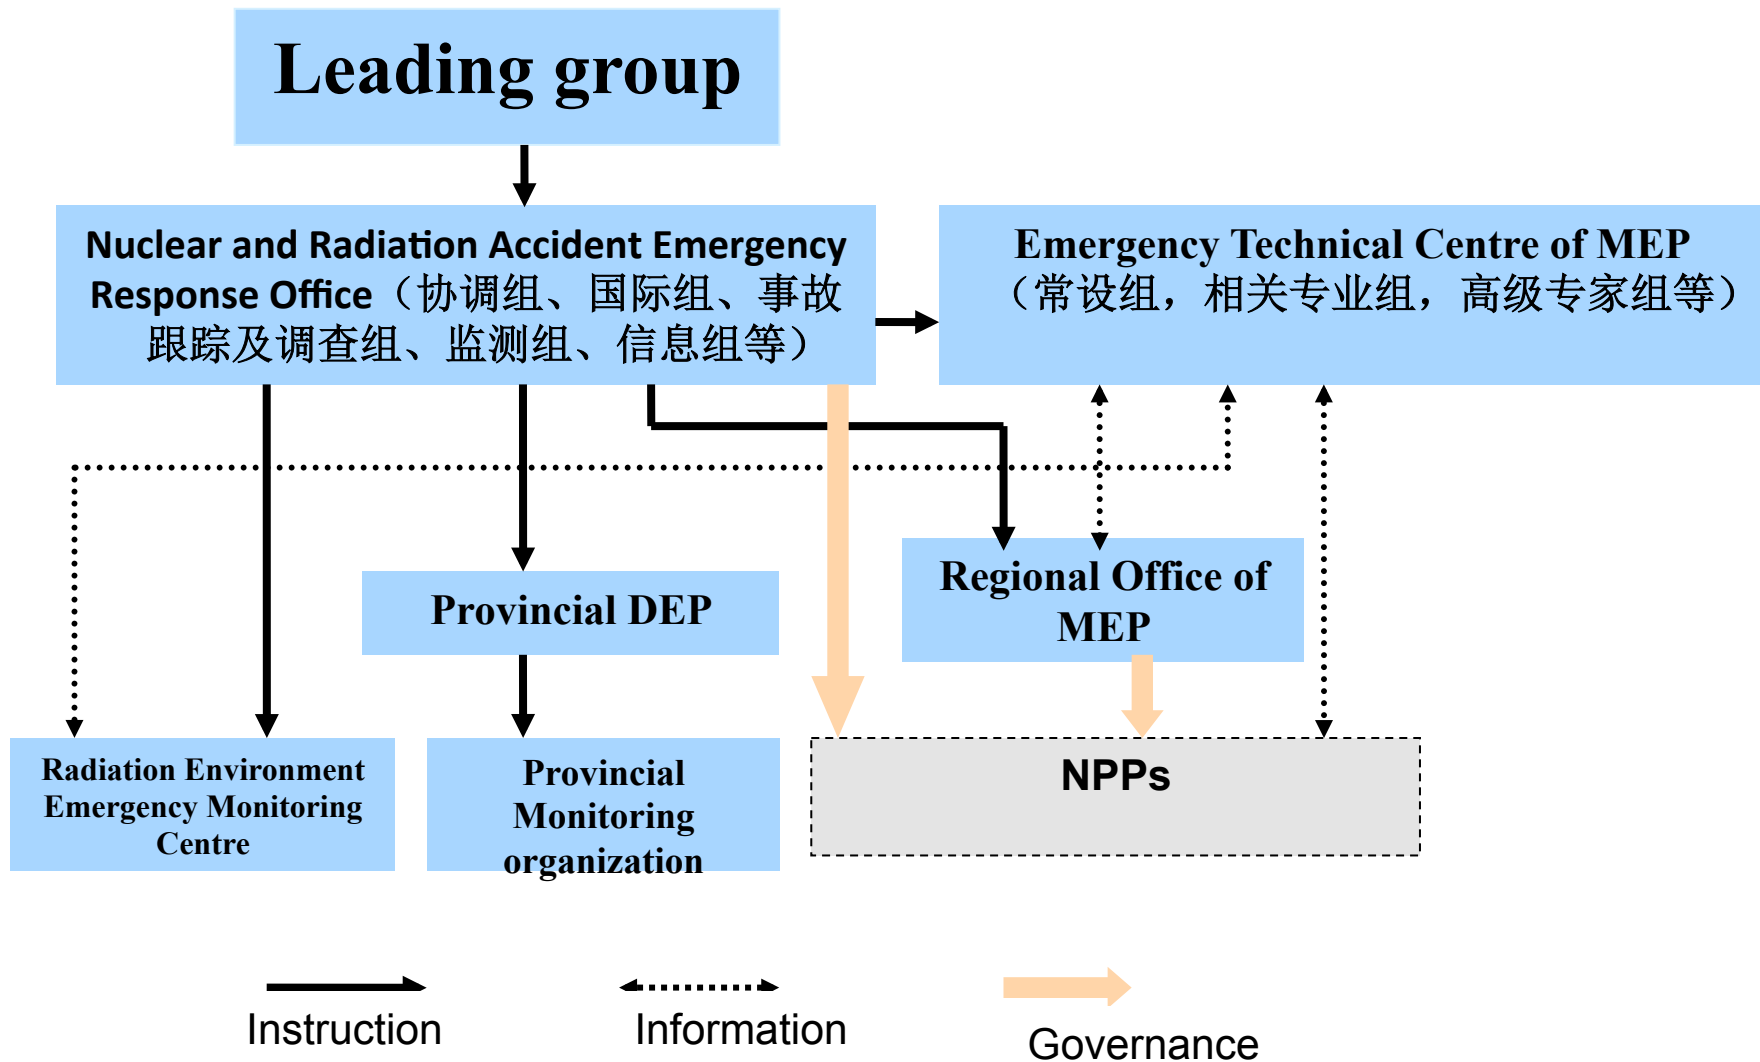 Leading group
Nuclear and Radiation Accident Emergency
Response Office（协调组、国际组、事故
跟踪及调查组、监测组、信息组等）
Emergency Technical Centre of MEP
（常设组，相关专业组，高级专家组等）
Provincial DEP
Regional Office of
MEP
Radiation Environment
Emergency Monitoring
Centre
Provincial
Monitoring
organization
NPPs
Instruction
Information
Governance